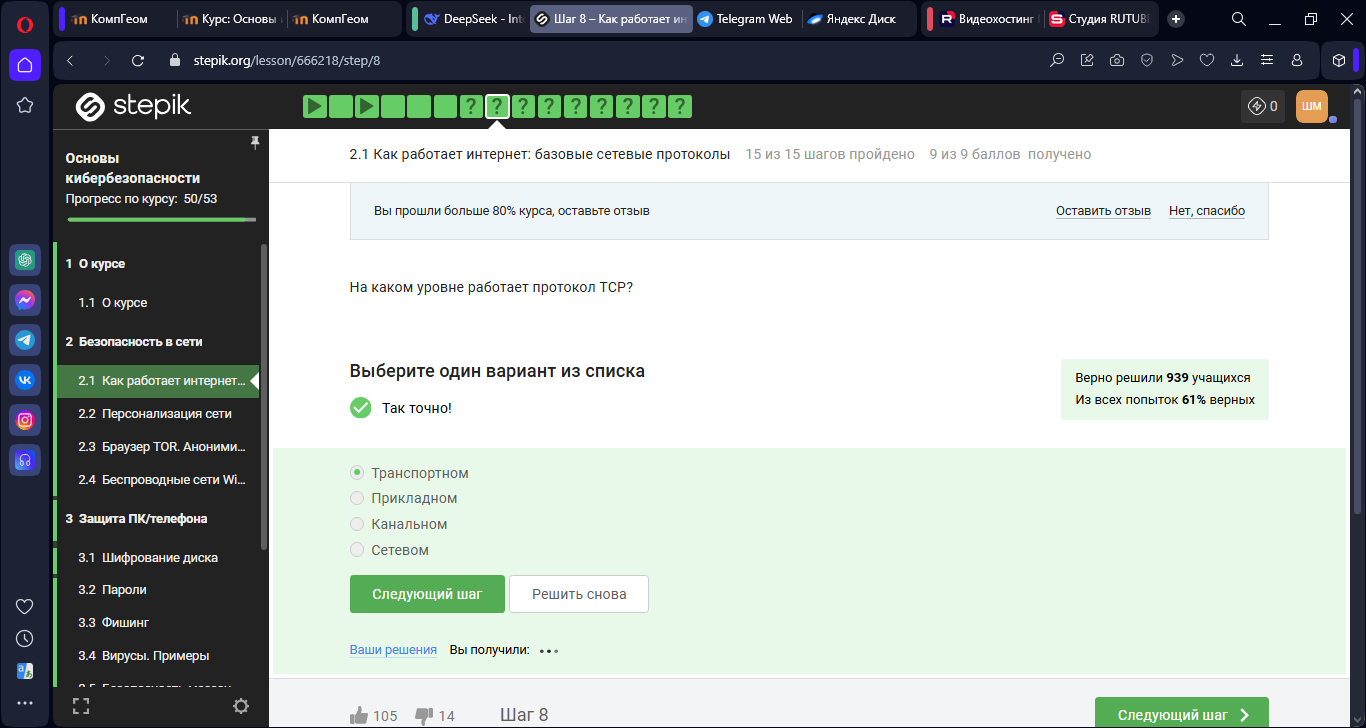 КомпГеом
Курс: Основы
КомпГеом
DeepSeek - Int
Шаг 8 – Как работает ин
Telegram Web
Яндекс Диск
Видеохостинг
Студия RUTUBE
stepik.org/lesson/666218/step/8
stepik
0
ШМ
Основы
кибербезопасности
Прогресс по курсу: 50/53
1 О курсе
1.1 О курсе
2 Безопасность в сети
2.1 Как работает интернет...
2.2 Персонализация сети
2.3 Браузер TOR. Аноними...
2.4 Беспроводные сети Wi...
3 Защита ПК/телефона
3.1 Шифрование диска
3.2 Пароли
3.3 Фишинг
3.4 Вирусы. Примеры
2.1 Как работает интернет: базовые сетевые протоколы 15 из 15 шагов пройдено 9 из 9 баллов получено
Вы прошли больше 80% курса, оставьте отзыв
Оставить отзыв
Нет, спасибо
На каком уровне работает протокол TCP?
Выберите один вариант из списка
Так точно!
Верно решили 939 учащихся
Из всех попыток 61% верных
Транспортном
Прикладном
Канальном
Сетевом
Следующий шаг
Решить снова
Ваши решения Вы получили:
105
14
Шаг 8
Следующий шаг